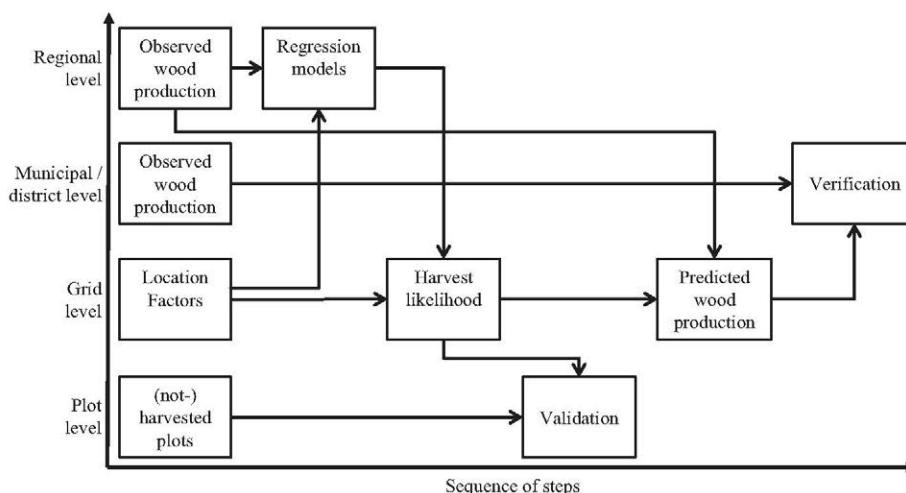 Regional
level
Observed
wood
production
Regression
models
Municipal /
district level
Observed
wood
production
Verification
Grid
level
Location
Factors
Harvest
likelihood
Predicted
wood
production
Plot
level
(not-)
harvested
plots
Validation
Sequence of steps